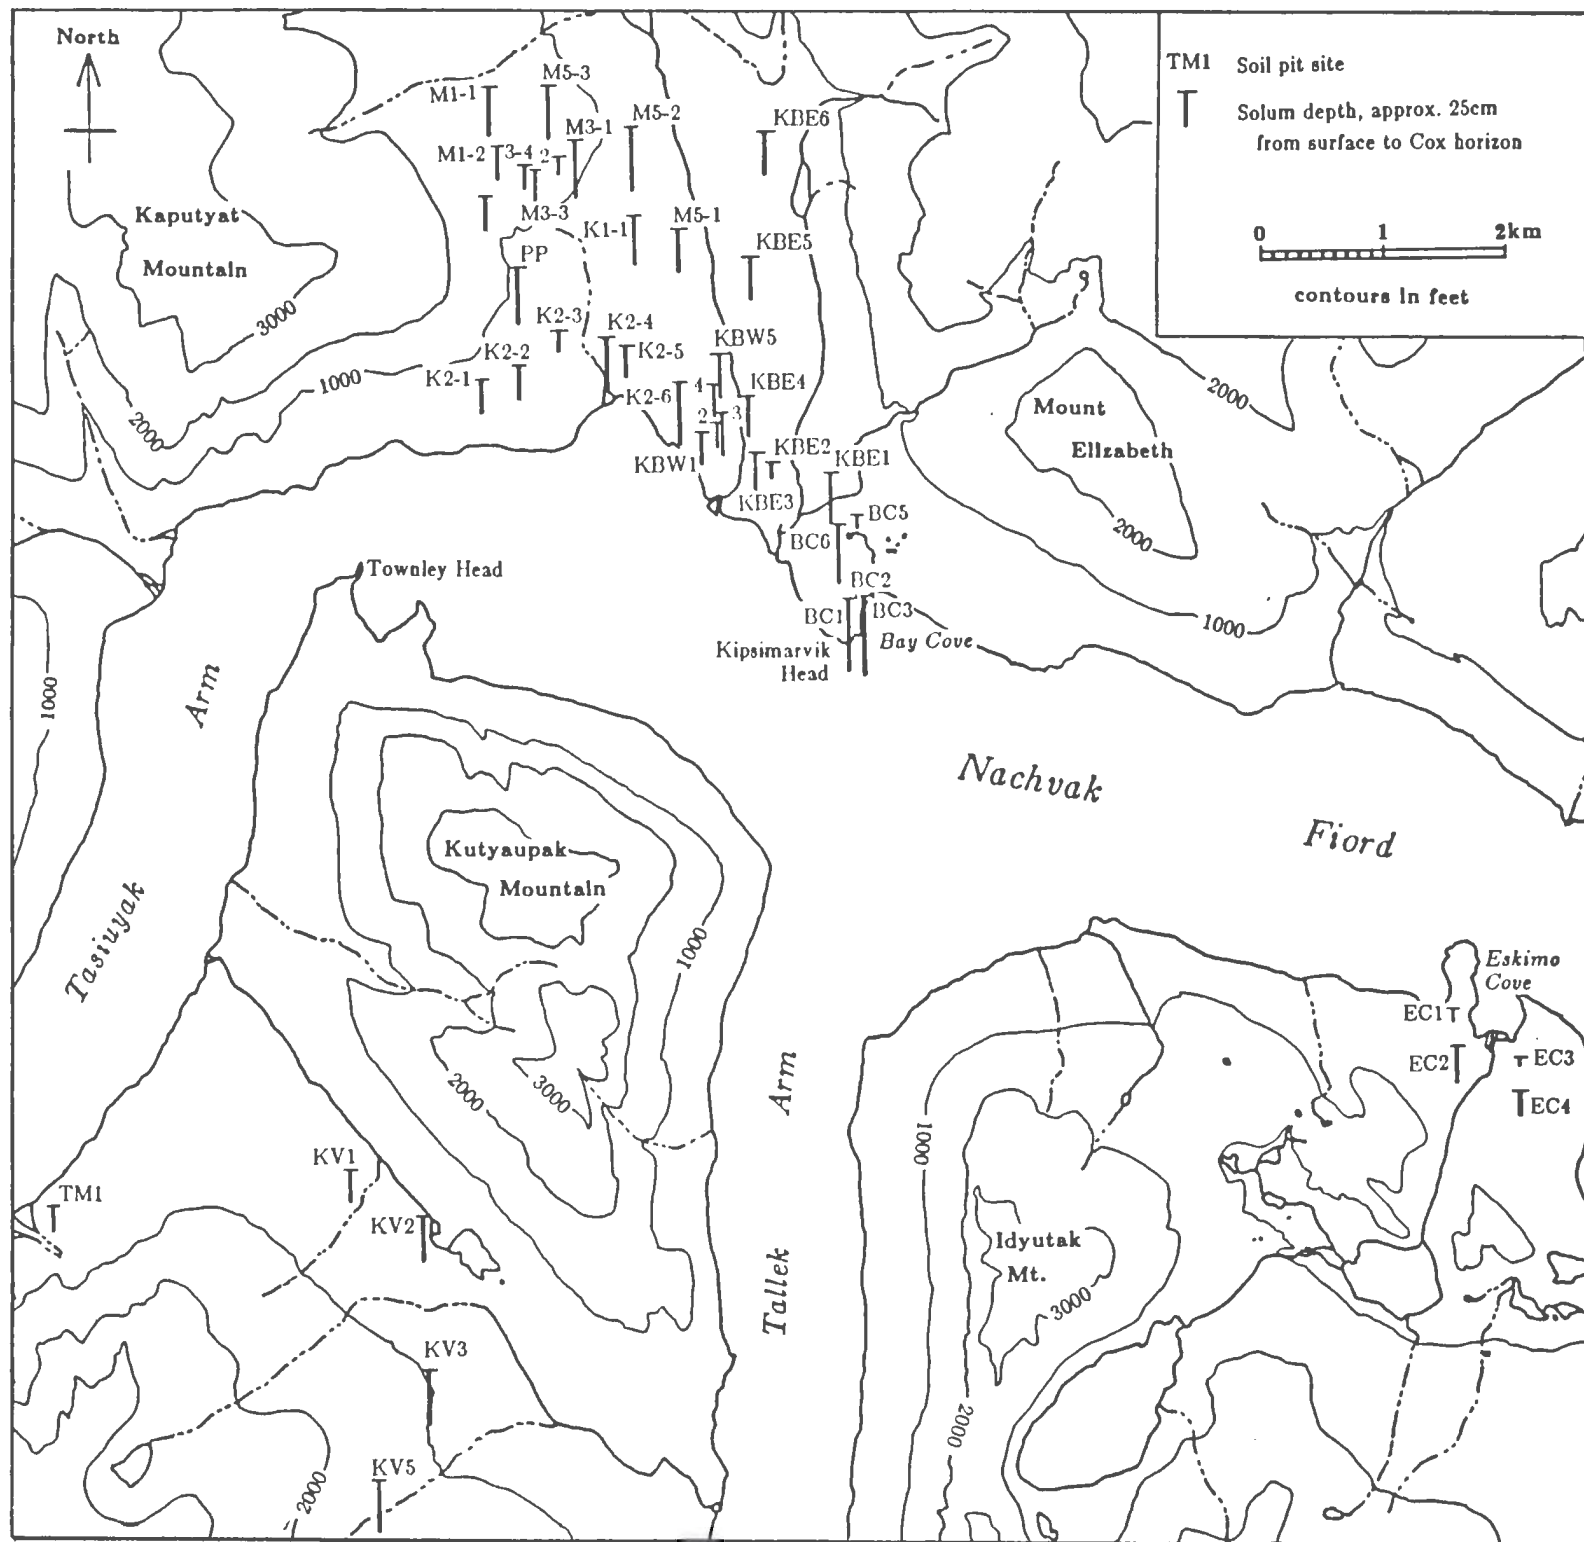 North
TM1 Soil pit site
Solum depth, approx. 25cm
from surface to Cox horizon
0 1 2km
contours in feet
M5-3
M1-1
M5-2
M3-1
KBE6
M1-2
3-4
2
M3-3
K1-1
M5-1
KBE5
Kaputyat
Mountain
3000
PP
K2-3
K2-4
KBW5
K2-2
K2-5
K2-1
1000
2000
K2-6
4
KBE4
2
3
KBW1
KBE2
KBE1
KBE3
Mount
Elizabeth
2000
2000
BC5
BC6
BC2
BC1
BC3
1000
Townley Head
Kipsimarvik
Head
Bay Cove
1000
Tasiuyak Arm
Nachvak
Fiord
Kutyaupak
Mountain
1000
2000
3000
Tallek Arm
Eskimo
Cove
EC1
EC2
EC3
EC4
1000
KV1
TM1
KV2
Idyutak
Mt.
3000
KV3
2000
KV5
2000